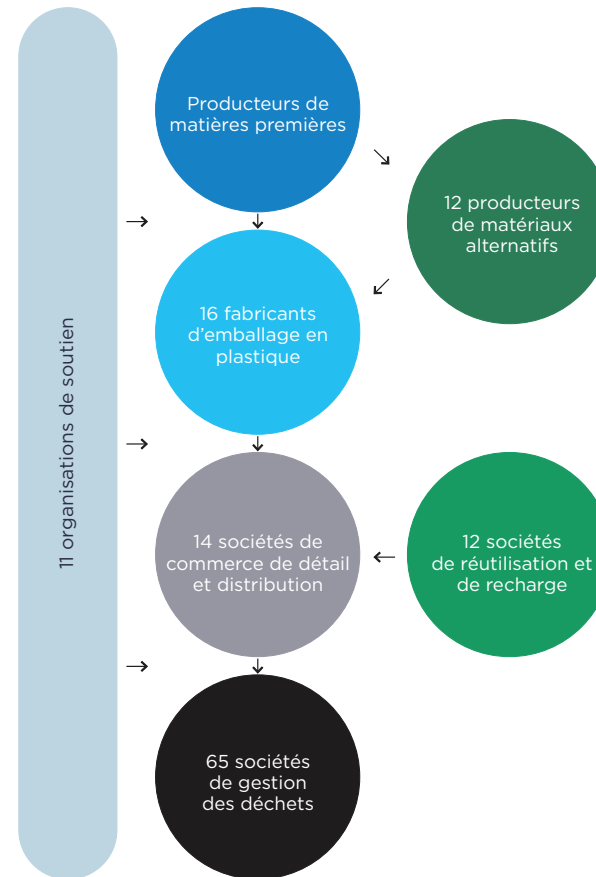 Producteurs de
matières premières
12 producteurs
de matériaux
alternatifs
16 fabricants
d’emballage en
plastique
11 organisations de soutien
14 sociétés de
commerce de détail
et distribution
12 sociétés
de réutilisation et
de recharge
65 sociétés
de gestion
des déchets